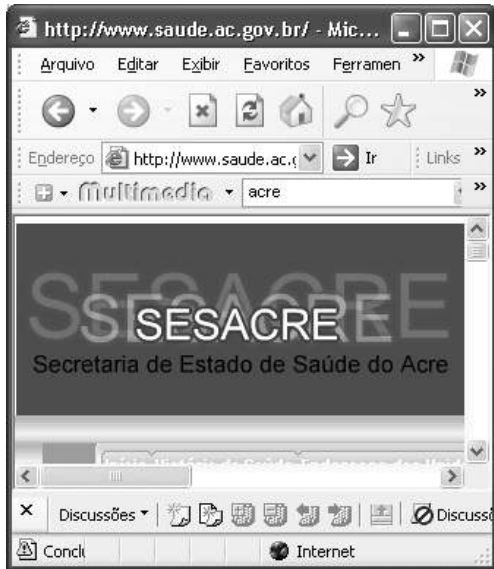 http://www.saude.ac.gov.br/ - Mic...
Arquivo Editar Exibir Favoritos Ferramen »
»
Endereço http://www.saude.ac.g Ir Links »
Multimedia acre »
SESACRE
Secretaria de Estado de Saúde do Acre
× Discussões Discussõ
Conclu Internet